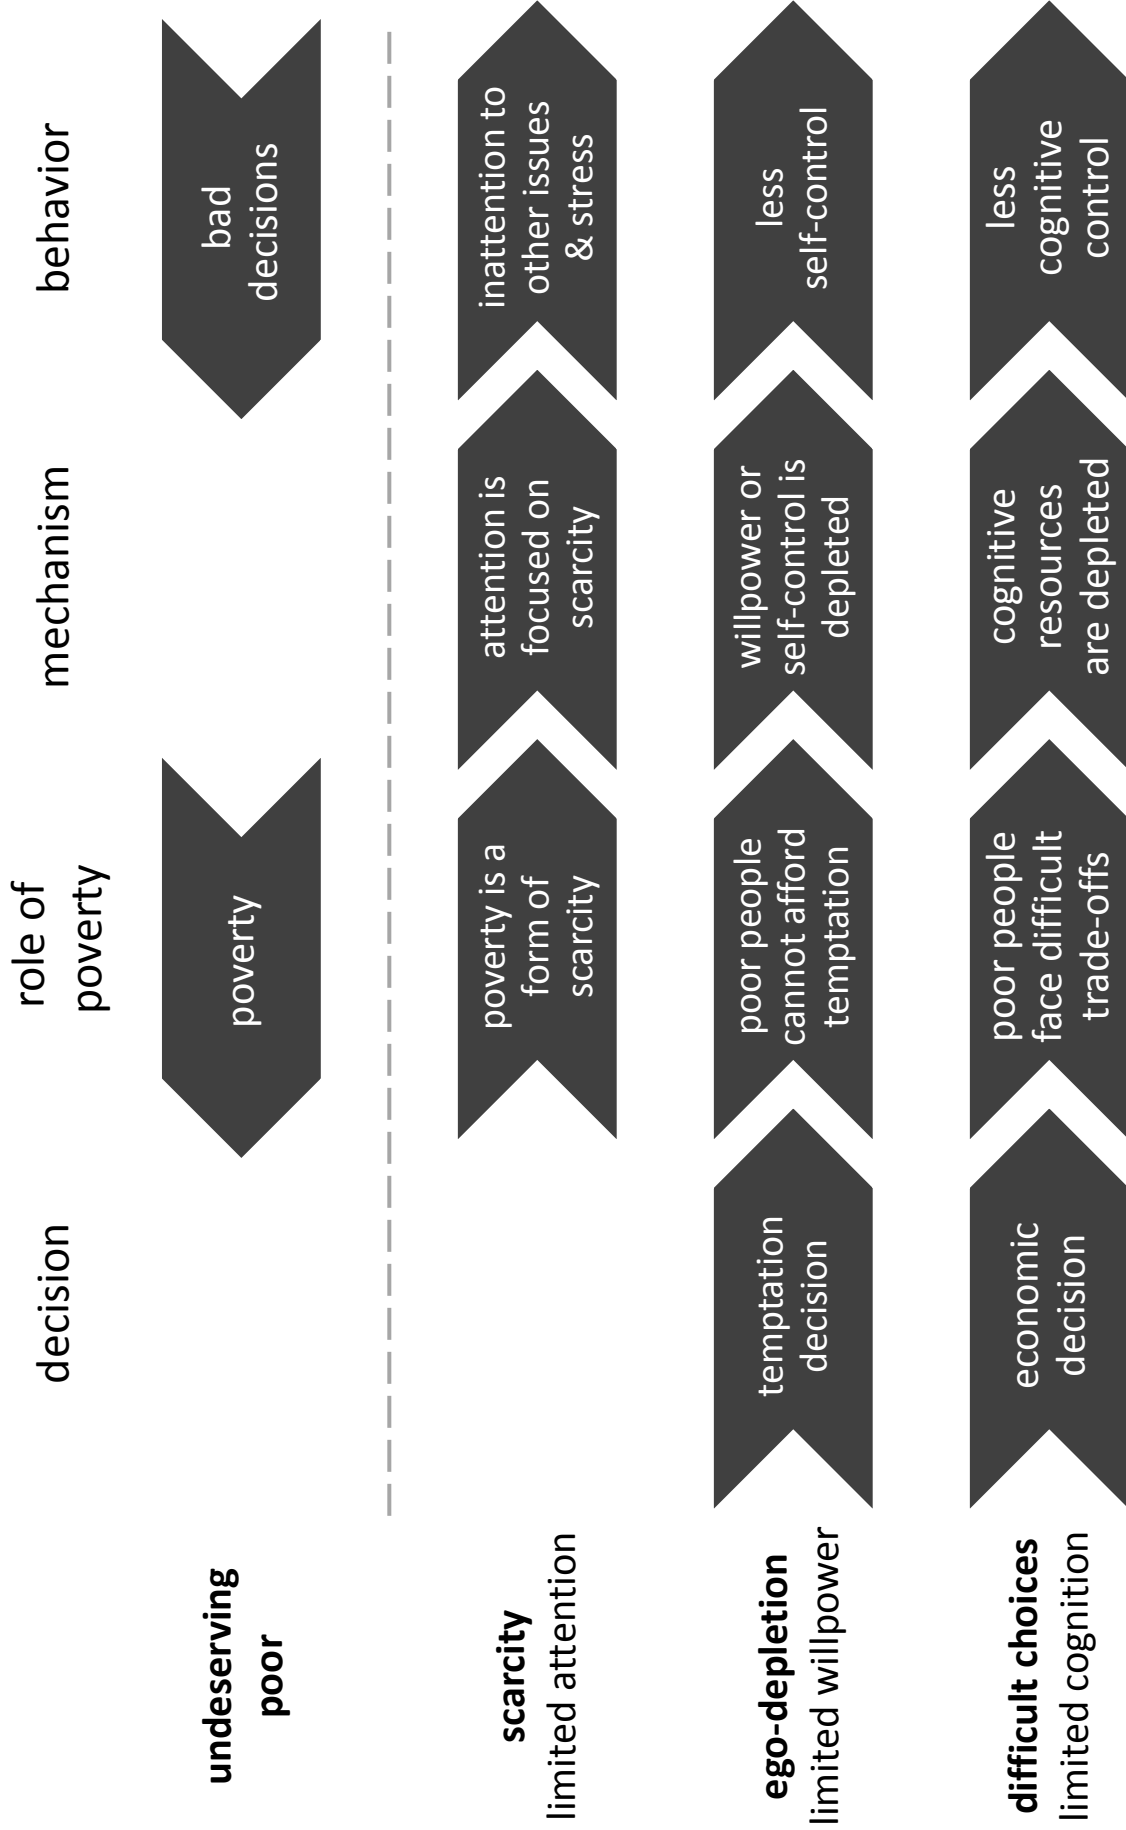 decision
role of
poverty
mechanism
behavior
undeserving
poor
poverty
bad
decisions
scarcity
limited attention
poverty is a
form of
scarcity
attention is
focused on
scarcity
inattention to
other issues
& stress
ego-depletion
limited willpower
temptation
decision
poor people
cannot afford
temptation
willpower or
self-control is
depleted
less
self-control
difficult choices
limited cognition
economic
decision
poor people
face difficult
trade-offs
cognitive
resources
are depleted
less
cognitive
control